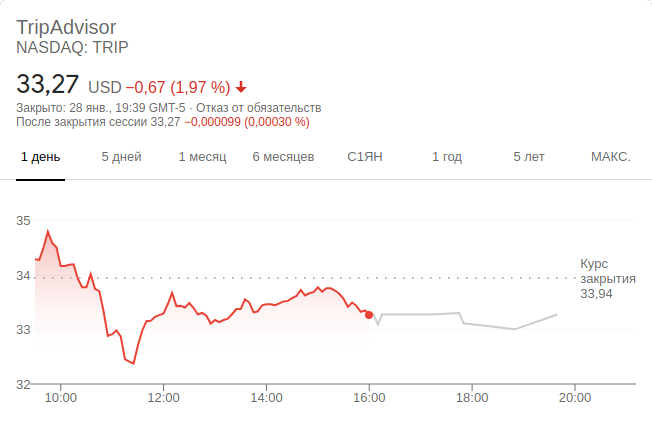 TripAdvisor
NASDAQ: TRIP
33,27 USD −0,67 (1,97 %)
Закрыто: 28 янв., 19:39 GMT-5 · Отказ от обязательств
После закрытия сессии 33,27 −0,000099 (0,00030 %)
1 день 5 дней 1 месяц 6 месяцев С1ЯН 1 год 5 лет МАКС.
35
34
33
32
Курс
закрытия
33,94
10:00 12:00 14:00 16:00 18:00 20:00